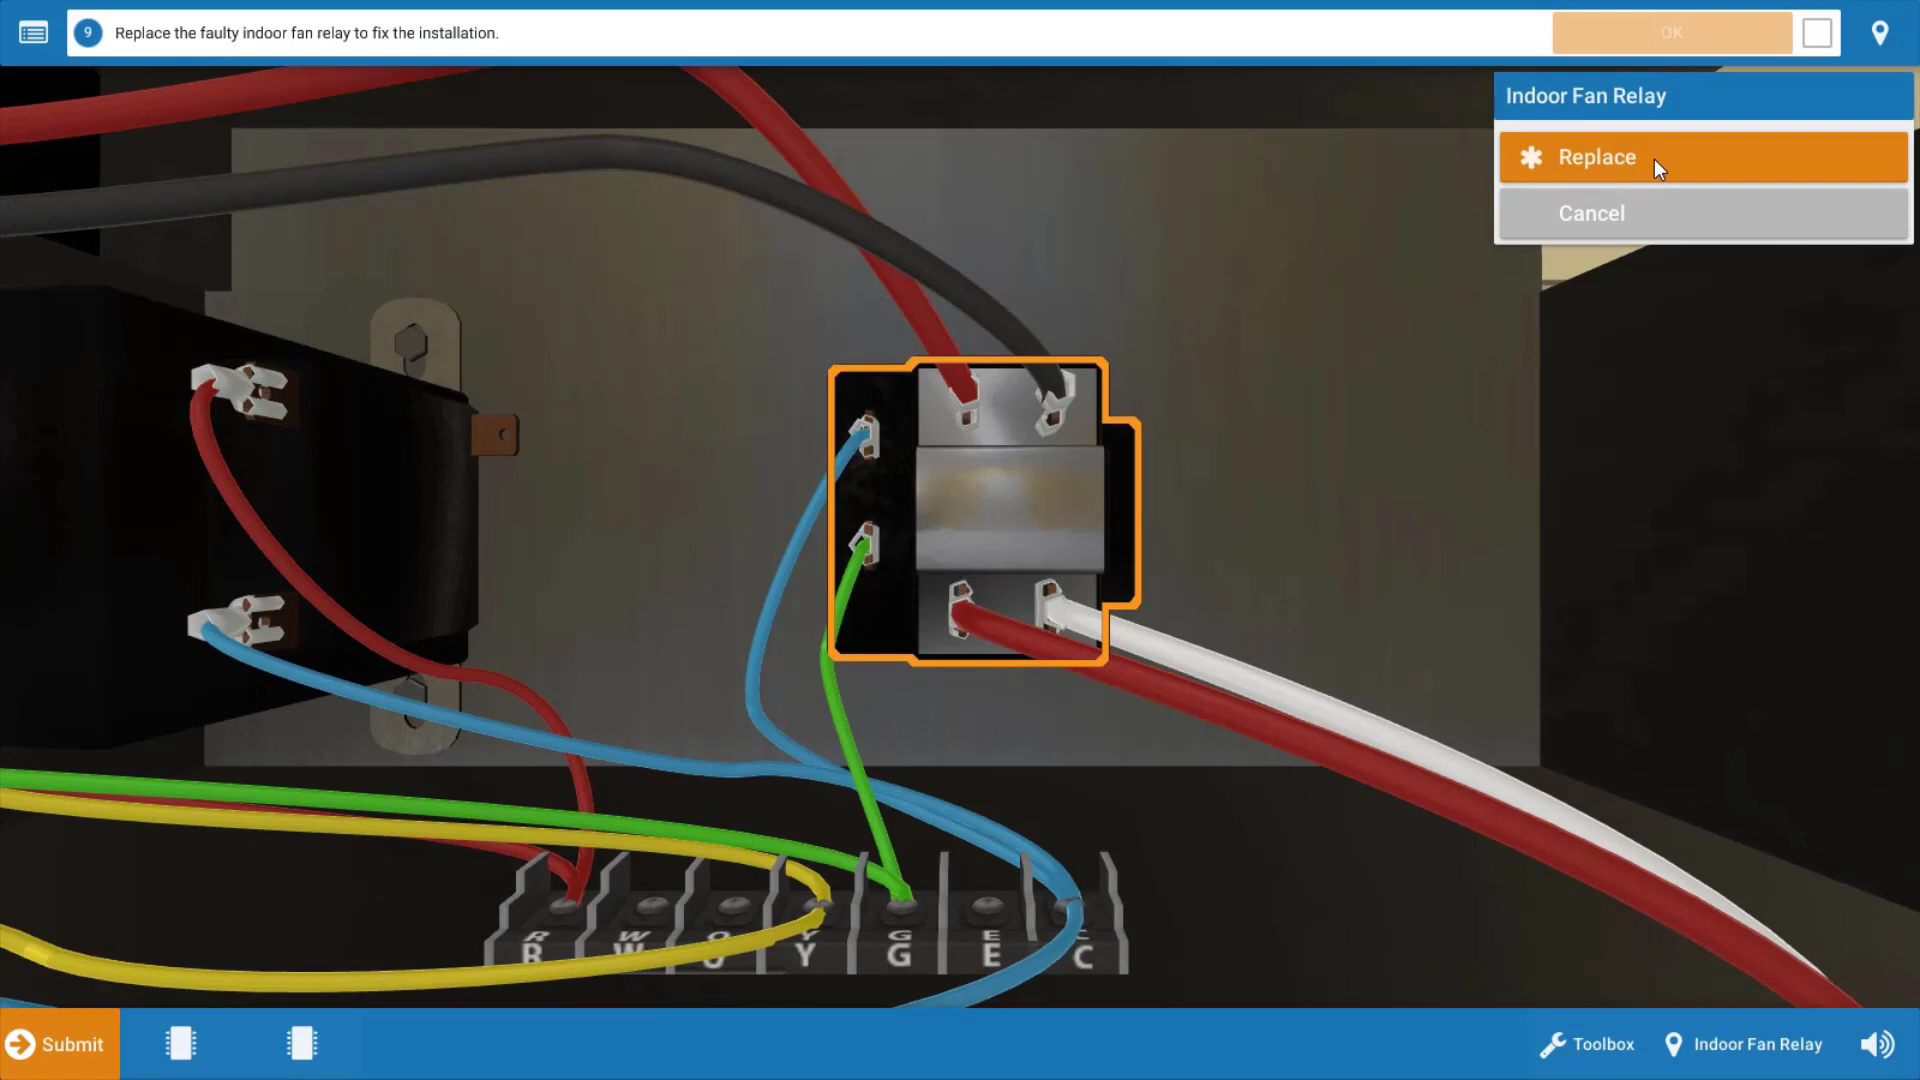 9 Replace the faulty indoor fan relay to fix the installation.
OK
Indoor Fan Relay
Replace
Cancel
R W O Y G E C
R W O Y G E C
Submit
Toolbox
Indoor Fan Relay